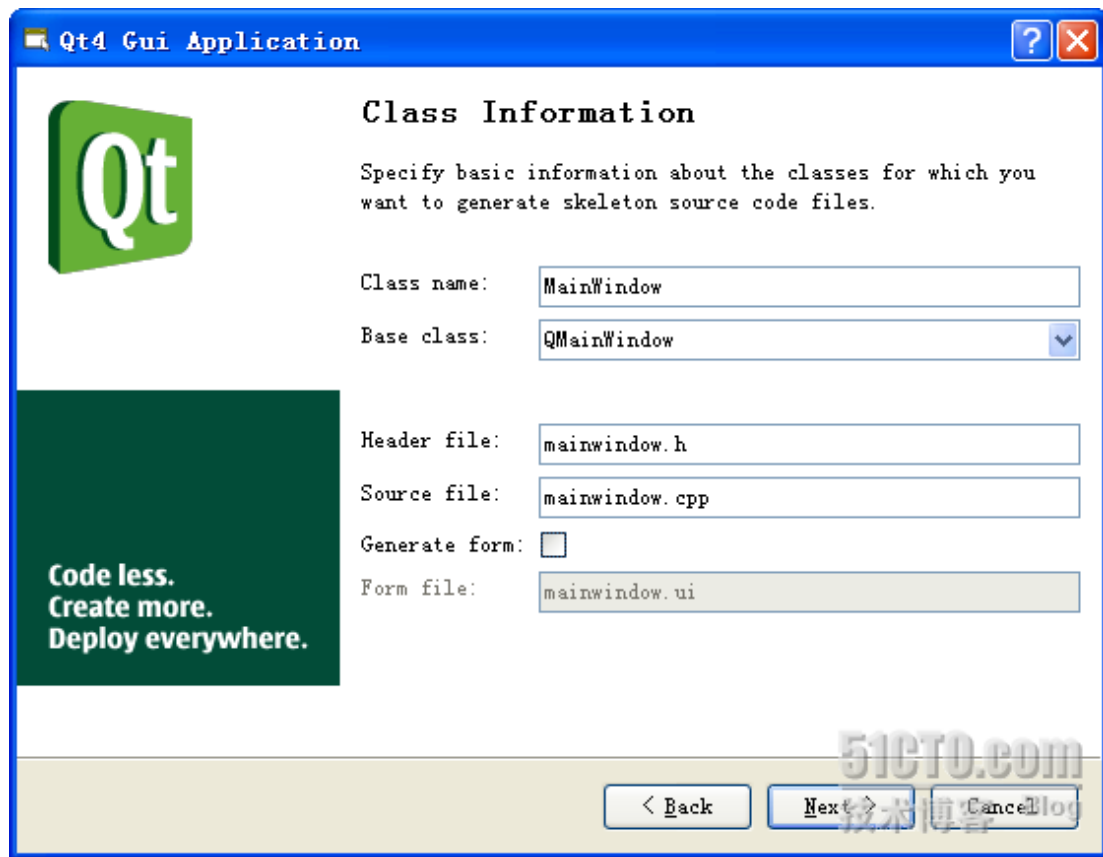 Qt4 Gui Application
Qt
Class Information
Specify basic information about the classes for which you
want to generate skeleton source code files.
Class name: MainWindow
Base class: QMainWindow
Header file: mainwindow.h
Source file: mainwindow.cpp
Generate form:
Form file: mainwindow.ui
Code less.
Create more.
Deploy everywhere.
51CTO.com
< Back Next > Cancel
技术博客 Blog